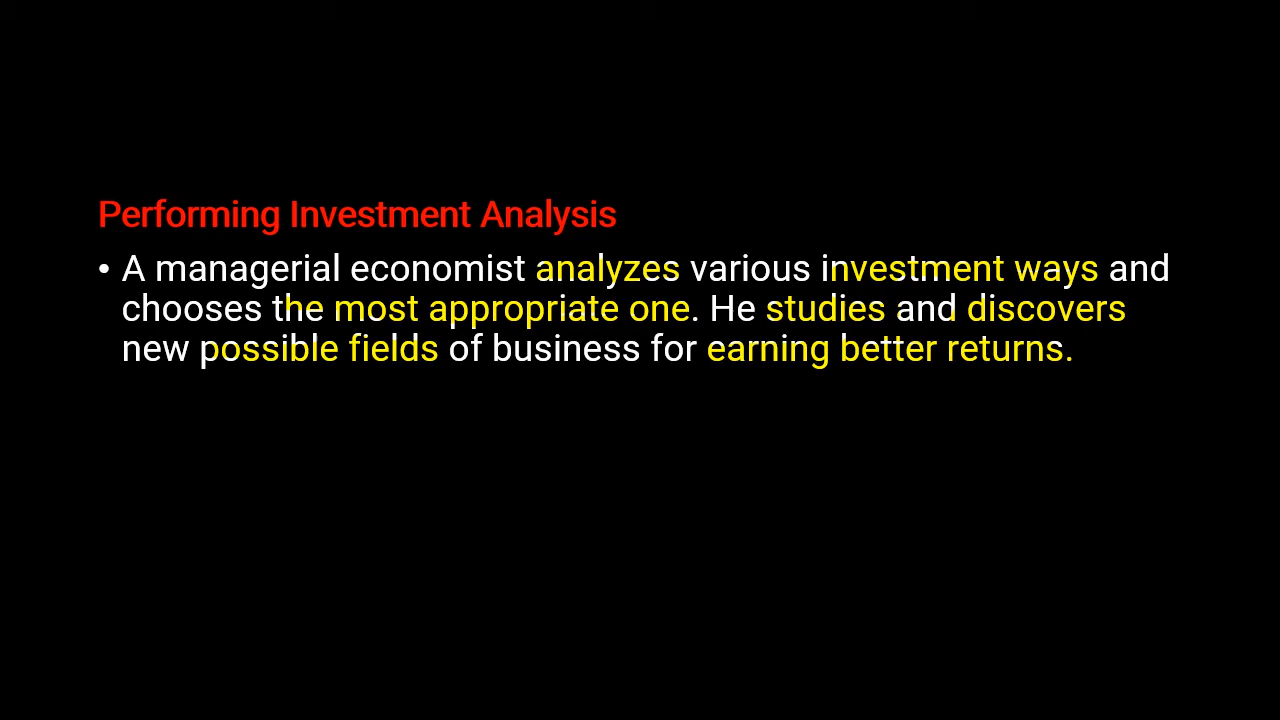 Performing Investment Analysis
• A managerial economist analyzes various investment ways and
chooses the most appropriate one. He studies and discovers
new possible fields of business for earning better returns.